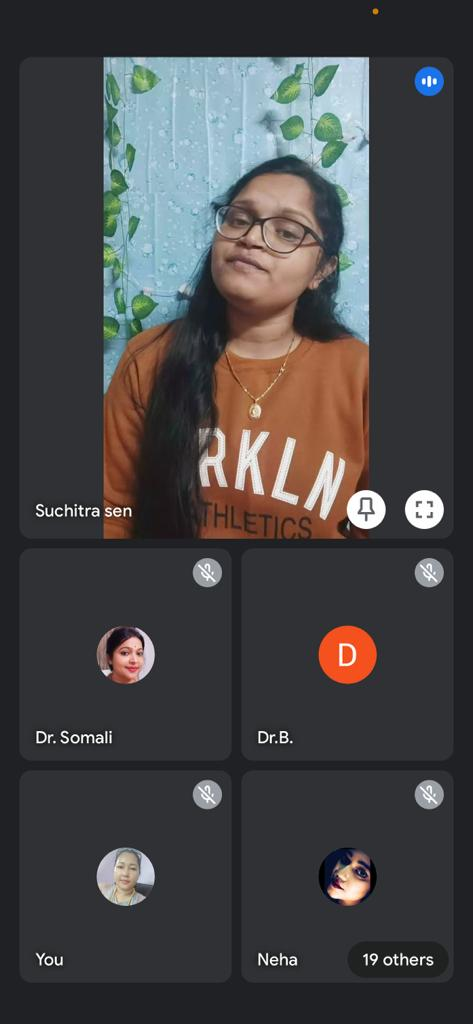 RKLN
THLETICS
Suchitra sen
Dr. Somali
D
Dr.B.
You
Neha
19 others